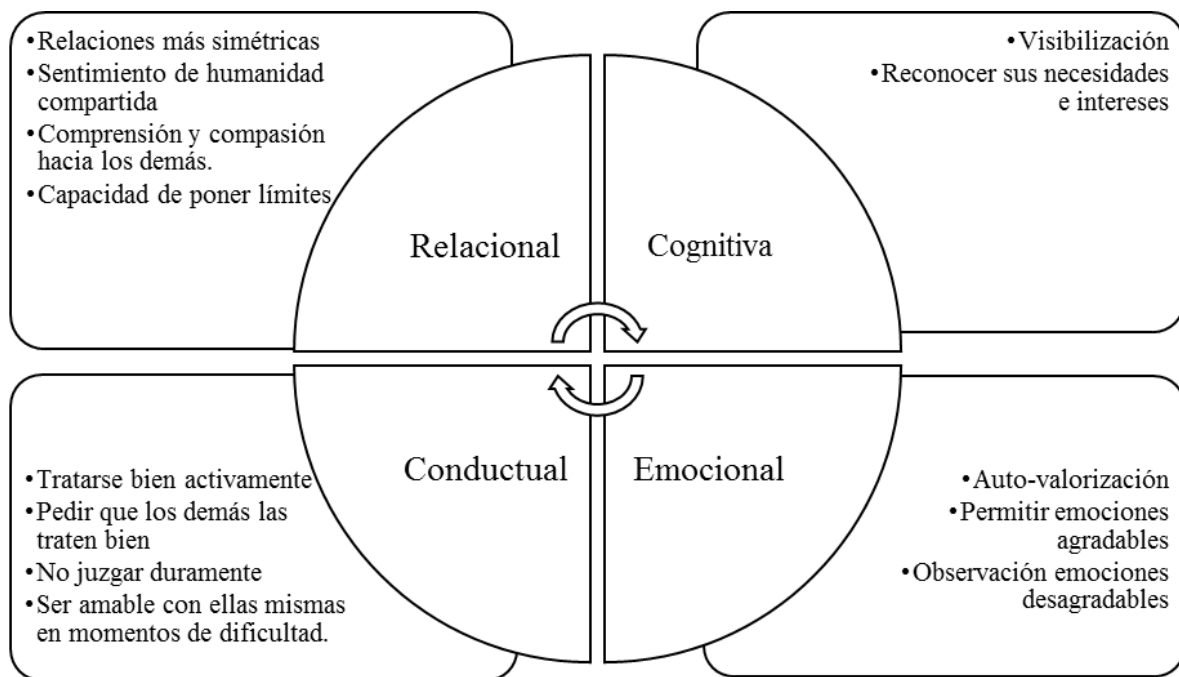 •Relaciones más simétricas
•Sentimiento de humanidad
compartida
•Comprensión y compasión
hacia los demás.
•Capacidad de poner límites
Relacional
•Visibilización
•Reconocer sus necesidades
e intereses
Cognitiva
•Tratarse bien activamente
•Pedir que los demás las
traten bien
•No juzgar duramente
•Ser amable con ellas mismas
en momentos de dificultad.
Conductual
Emocional
•Auto-valorización
•Permitir emociones
agradables
•Observación emociones
desagradables